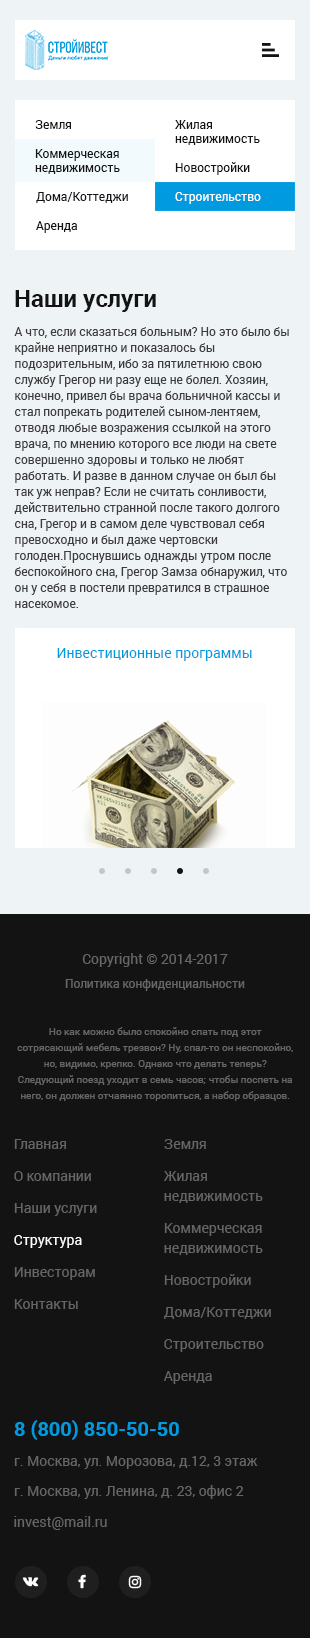 СТРОЙИНВЕСТ
Деньги любят движение
Земля
Коммерческая
недвижимость
Дома/Коттеджи
Аренда
Жилая
недвижимость
Новостройки
Строительство
Наши услуги
А что, если сказаться больным? Но это было бы
крайне неприятно и показалось бы
подозрительным, ибо за пятилетнюю свою
службу Грегор ни разу еще не болел. Хозяин,
конечно, привел бы врача больничной кассы и
стал попрекать родителей сыном-лентяем,
отводя любые возражения ссылкой на этого
врача, по мнению которого все люди на свете
совершенно здоровы и только не любят
работать. И разве в данном случае он был бы
так уж неправ? Если не считать сонливости,
действительно странной после такого долгого
сна, Грегор и в самом деле чувствовал себя
превосходно и был даже чертовски
голоден.Проснувшись однажды утром после
беспокойного сна, Грегор Замза обнаружил, что
он у себя в постели превратился в страшное
насекомое.
Инвестиционные программы
Copyright © 2014-2017
Политика конфиденциальности
Но как можно было спокойно спать под этот
сотрясающий мебель трезвон? Ну, спал-то он неспокойно,
но, видимо, крепко. Однако что делать теперь?
Следующий поезд уходит в семь часов; чтобы поспеть на
него, он должен отчаянно торопиться, а набор образцов.
Главная
О компании
Наши услуги
Структура
Инвесторам
Контакты
Земля
Жилая
недвижимость
Коммерческая
недвижимость
Новостройки
Дома/Коттеджи
Строительство
Аренда
8 (800) 850-50-50
г. Москва, ул. Морозова, д.12, 3 этаж
г. Москва, ул. Ленина, д. 23, офис 2
invest@mail.ru